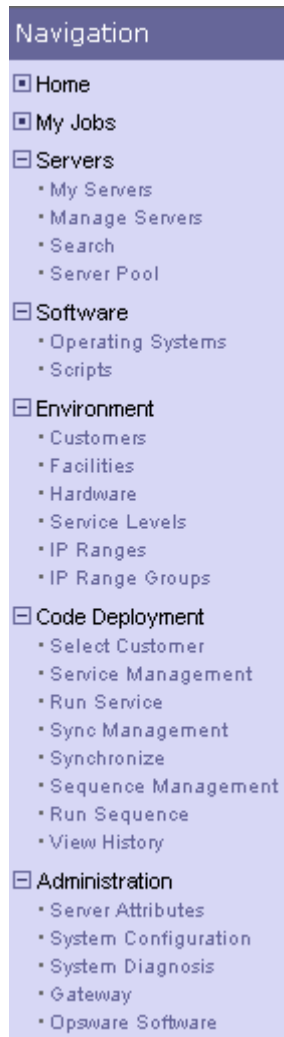 Navigation
Home
My Jobs
Servers
My Servers
Manage Servers
Search
Server Pool
Software
Operating Systems
Scripts
Environment
Customers
Facilities
Hardware
Service Levels
IP Ranges
IP Range Groups
Code Deployment
Select Customer
Service Management
Run Service
Sync Management
Synchronize
Sequence Management
Run Sequence
View History
Administration
Server Attributes
System Configuration
System Diagnosis
Gateway
Opsware Software